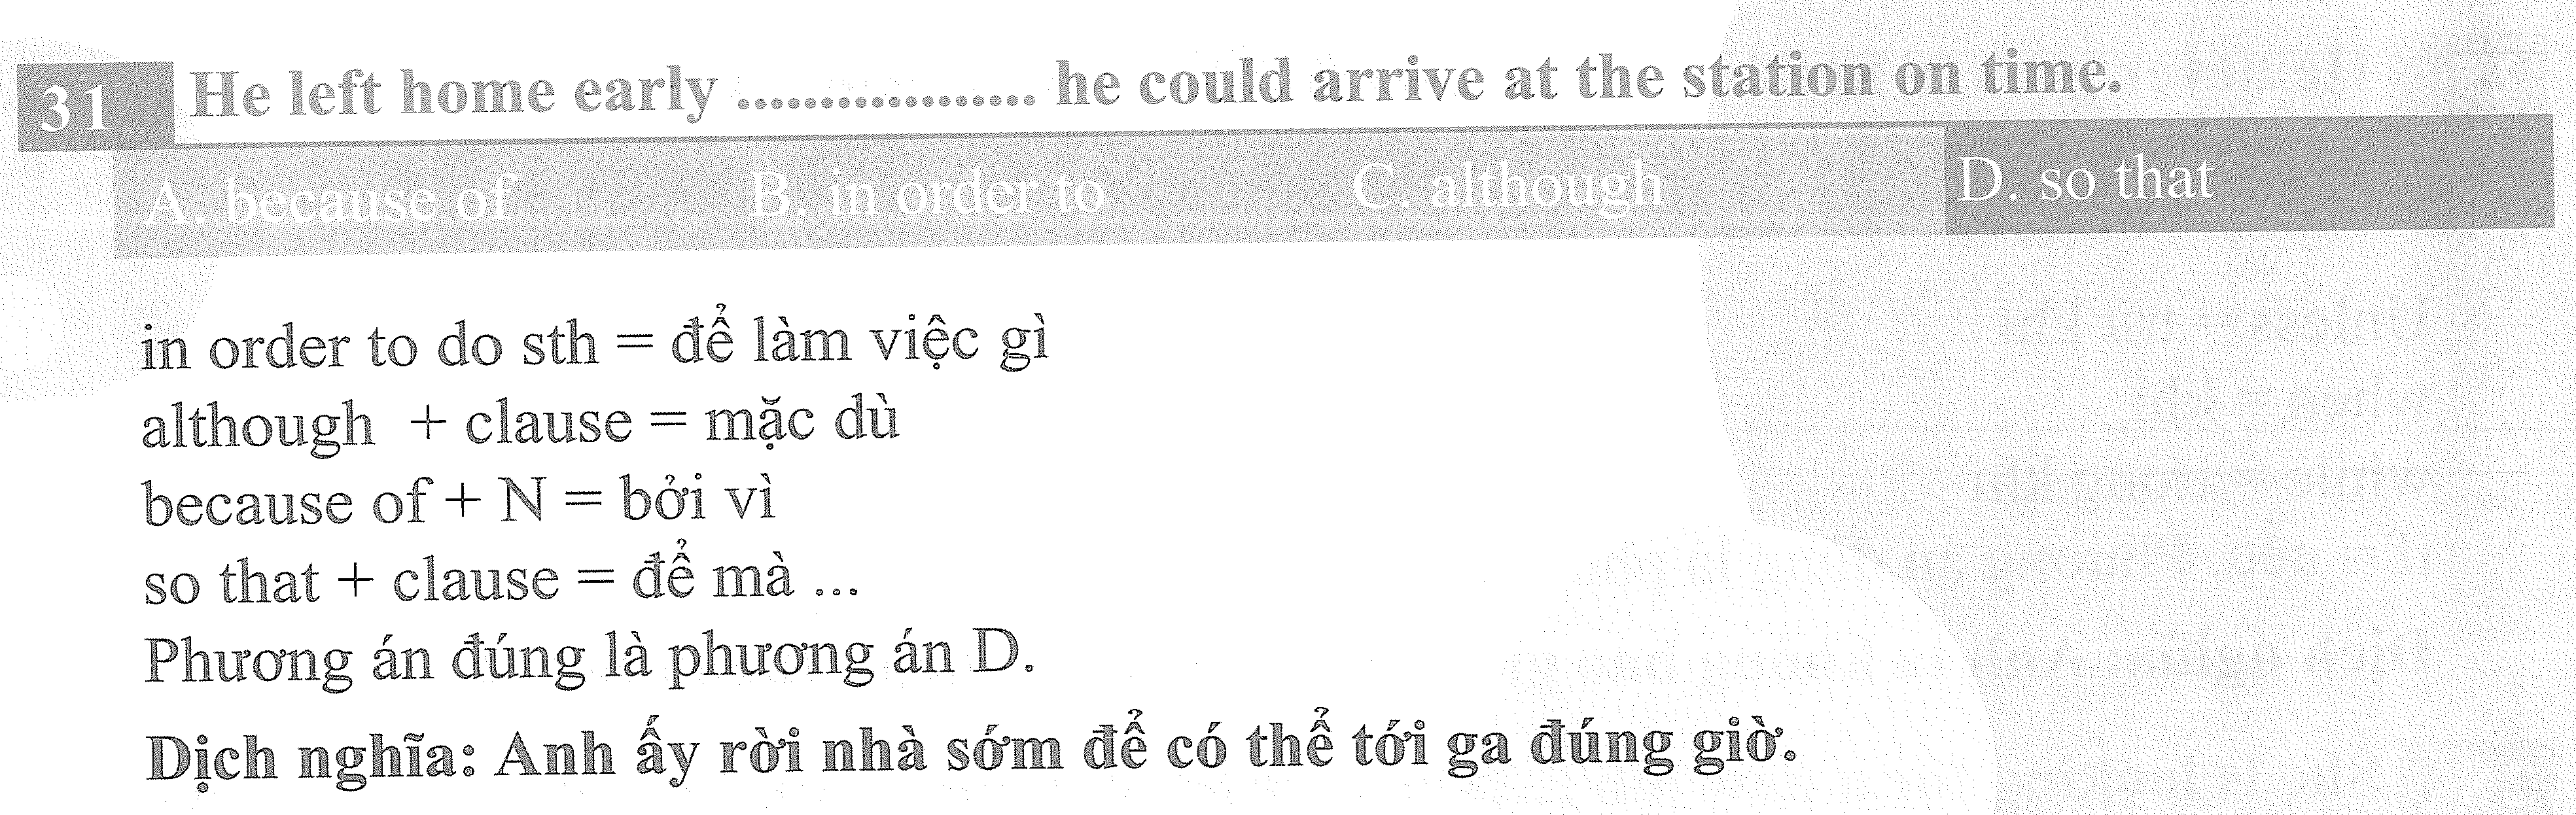 31 He left home early .................. he could arrive at the station on time.
A. because of B. in order to C. although D. so that
in order to do sth = để làm việc gì
although + clause = mặc dù
because of + N = bởi vì
so that + clause = để mà ...
Phương án đúng là phương án D.
Dịch nghĩa: Anh ấy rời nhà sớm để có thể tới ga đúng giờ.